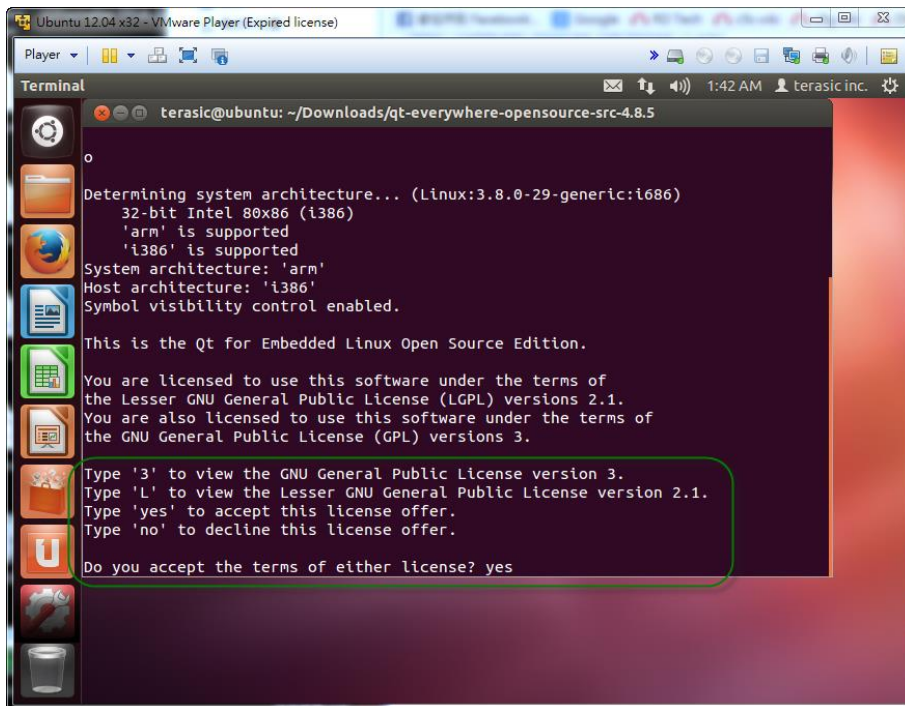 Ubuntu 12.04 x32 - VMware Player (Expired license)
Player
Terminal
1:42 AM
terasic inc.
terasic@ubuntu: ~/Downloads/qt-everywhere-opensource-src-4.8.5
o
Determining system architecture... (Linux:3.8.0-29-generic:i686)
32-bit Intel 80x86 (i386)
'arm' is supported
'i386' is supported
System architecture: 'arm'
Host architecture: 'i386'
Symbol visibility control enabled.
This is the Qt for Embedded Linux Open Source Edition.
You are licensed to use this software under the terms of
the Lesser GNU General Public License (LGPL) versions 2.1.
You are also licensed to use this software under the terms of
the GNU General Public License (GPL) versions 3.
Type '3' to view the GNU General Public License version 3.
Type 'L' to view the Lesser GNU General Public License version 2.1.
Type 'yes' to accept this license offer.
Type 'no' to decline this license offer.
Do you accept the terms of either license? yes